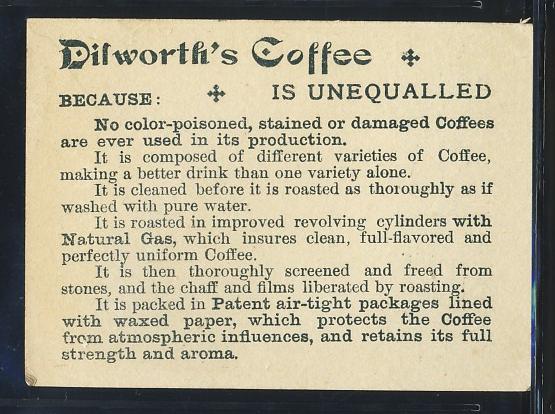 Dilworth's Coffee
BECAUSE: IS UNEQUALLED
No color-poisoned, stained or damaged Coffees
are ever used in its production.
It is composed of different varieties of Coffee,
making a better drink than one variety alone.
It is cleaned before it is roasted as thoroughly as if
washed with pure water.
It is roasted in improved revolving cylinders with
Natural Gas, which insures clean, full-flavored and
perfectly uniform Coffee.
It is then thoroughly screened and freed from
stones, and the chaff and films liberated by roasting.
It is packed in Patent air-tight packages lined
with waxed paper, which protects the Coffee
from atmospheric influences, and retains its full
strength and aroma.